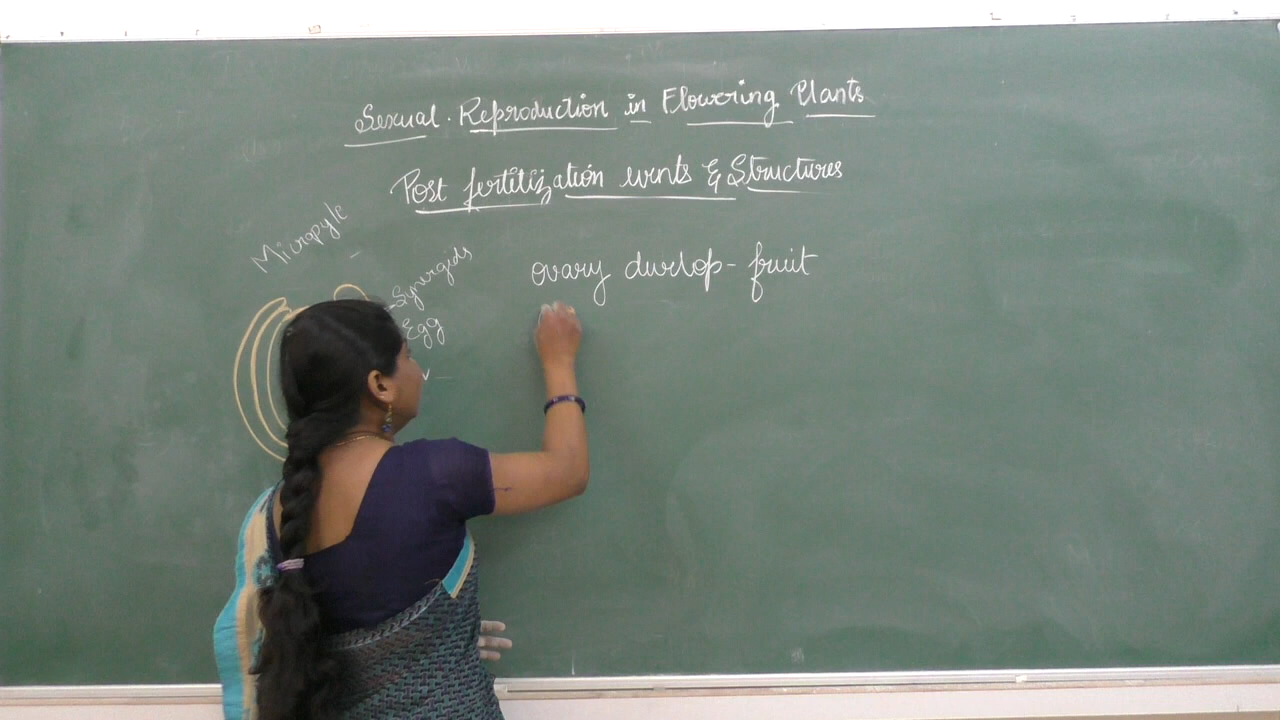 Sexual Reproduction in Flowering Plants
Post fertilization events & Structures
Micropyle
Synergids
Egg
ovary develop - fruit